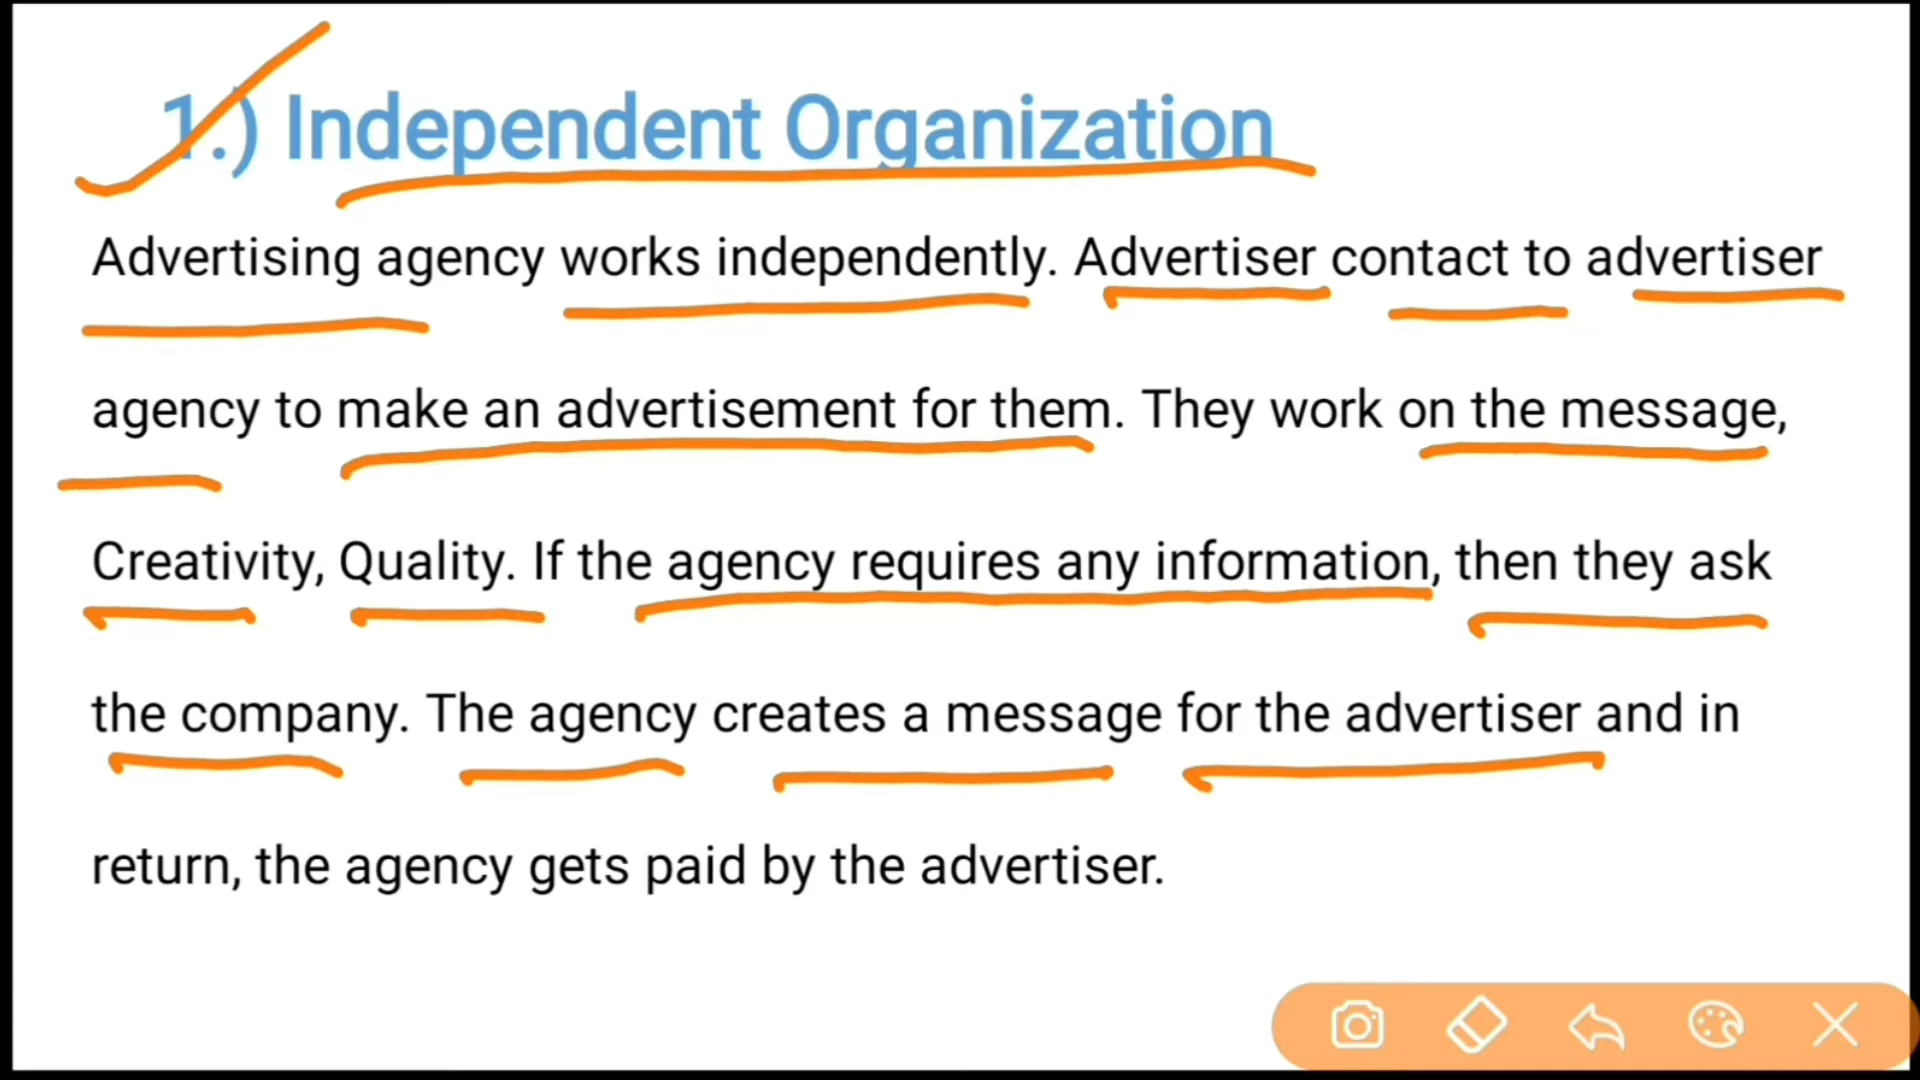 1.) Independent Organization
Advertising agency works independently. Advertiser contact to advertiser
agency to make an advertisement for them. They work on the message,
Creativity, Quality. If the agency requires any information, then they ask
the company. The agency creates a message for the advertiser and in
return, the agency gets paid by the advertiser.